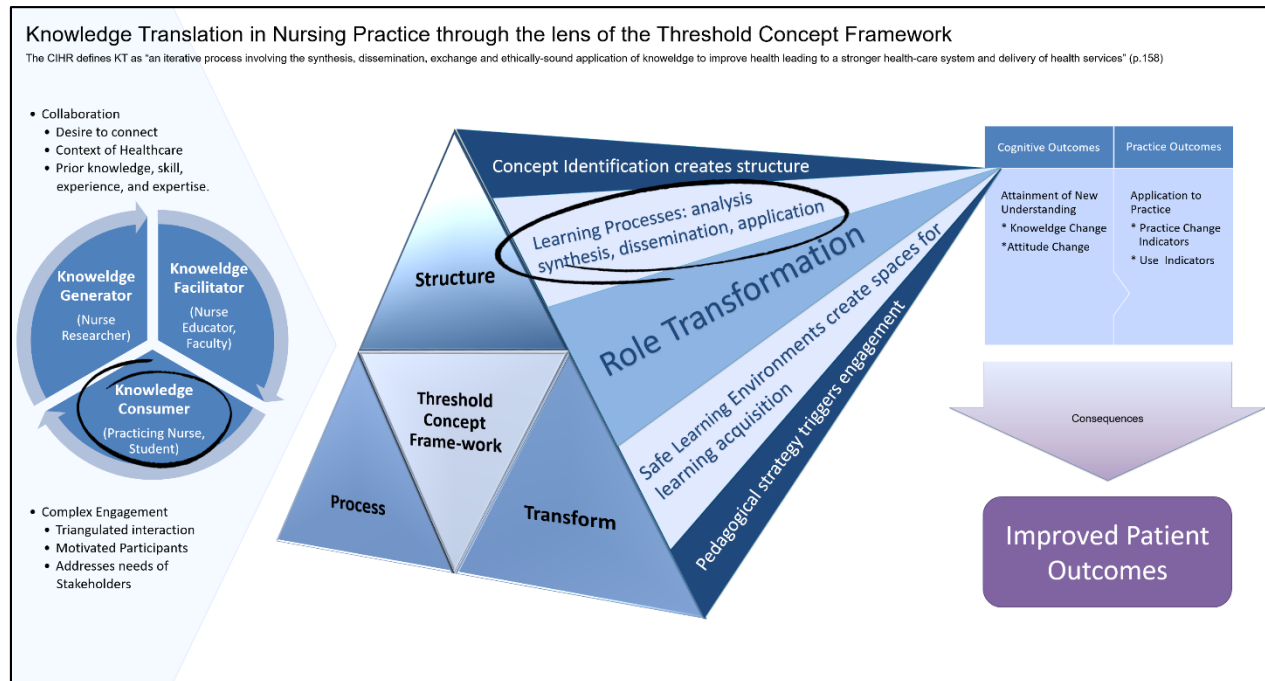 Knowledge Translation in Nursing Practice through the lens of the Threshold Concept Framework
The CIHR defines KT as “an iterative process involving the synthesis, dissemination, exchange and ethically-sound application of knoweldge to improve health leading to a stronger health-care system and delivery of health services” (p.158)
• Collaboration
• Desire to connect
• Context of Healthcare
• Prior knowledge, skill,
experience, and expertise.
Knoweldge
Generator
(Nurse
Researcher)
Knoweldge
Facilitator
(Nurse
Educator,
Faculty)
Knowledge
Consumer
(Practicing Nurse,
Student)
• Complex Engagement
• Triangulated interaction
• Motivated Participants
• Addresses needs of
Stakeholders
Structure
Threshold
Concept
Frame-work
Process
Transform
Concept Identification creates structure
Learning Processes: analysis
synthesis, dissemination, application
Role Transformation
Safe Learning Environments create spaces for
learning acquisition
Pedagogical strategy triggers engagement
Cognitive Outcomes
Attainment of New
Understanding
* Knoweldge Change
*Attitude Change
Practice Outcomes
Application to
Practice
* Practice Change
Indicators
* Use Indicators
Consequences
Improved Patient
Outcomes